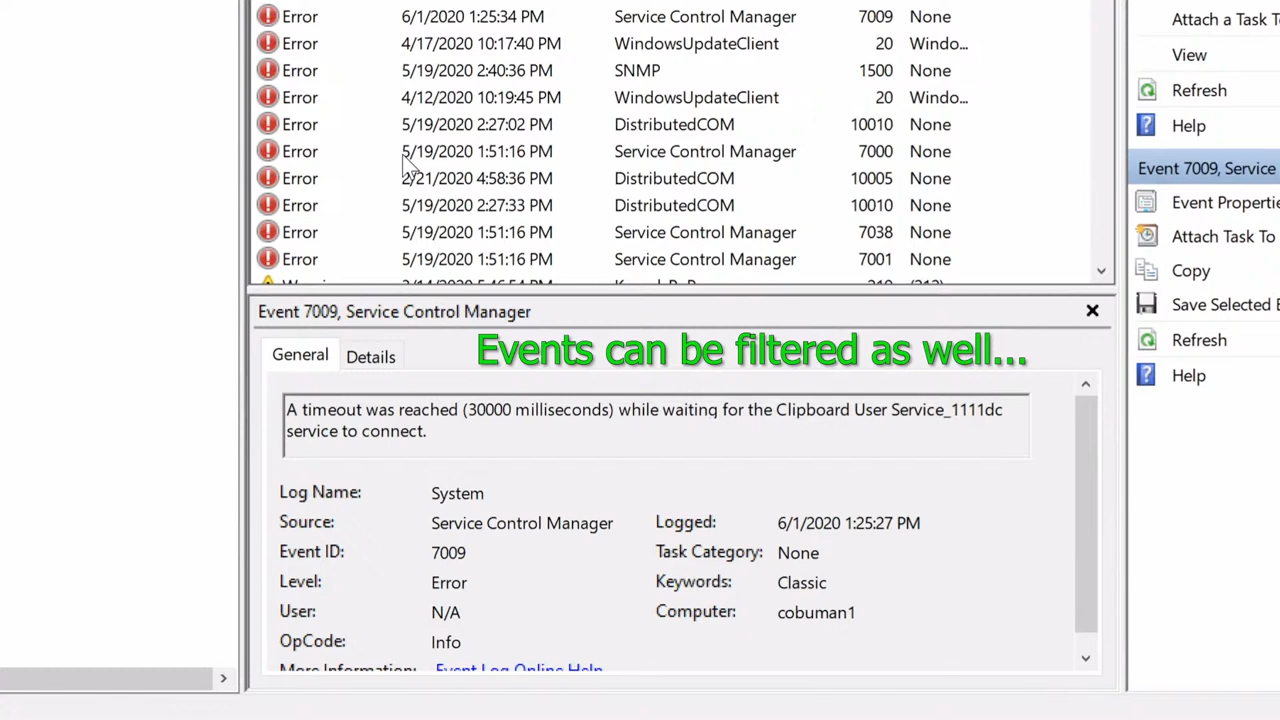 Error 6/1/2020 1:25:34 PM Service Control Manager 7009 None
Error 4/17/2020 10:17:40 PM WindowsUpdateClient 20 Windo...
Error 5/19/2020 2:40:36 PM SNMP 1500 None
Error 4/12/2020 10:19:45 PM WindowsUpdateClient 20 Windo...
Error 5/19/2020 2:27:02 PM DistributedCOM 10010 None
Error 5/19/2020 1:51:16 PM Service Control Manager 7000 None
Error 2/21/2020 4:58:36 PM DistributedCOM 10005 None
Error 5/19/2020 2:27:33 PM DistributedCOM 10010 None
Error 5/19/2020 1:51:16 PM Service Control Manager 7038 None
Error 5/19/2020 1:51:16 PM Service Control Manager 7001 None
Event 7009, Service Control Manager
Events can be filtered as well...
General Details
A timeout was reached (30000 milliseconds) while waiting for the Clipboard User Service_1111dc
service to connect.
Log Name: System
Source: Service Control Manager Logged: 6/1/2020 1:25:27 PM
Event ID: 7009 Task Category: None
Level: Error Keywords: Classic
User: N/A Computer: cobuman1
OpCode: Info
More Information: Event Log Online Help
Attach a Task To
View
Refresh
Help
Event 7009, Service
Event Properti
Attach Task To
Copy
Save Selected E
Refresh
Help